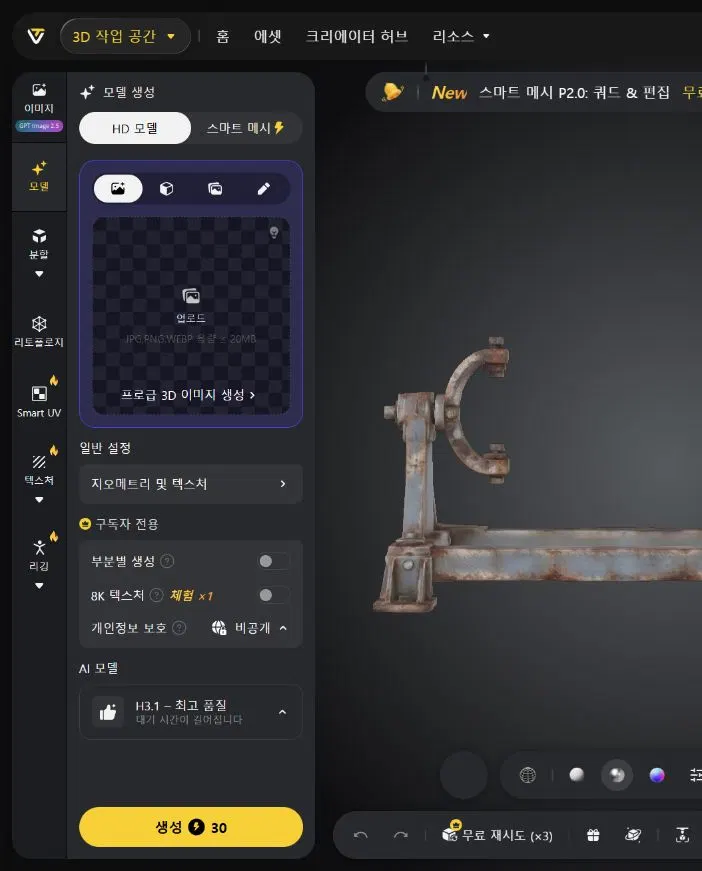 3D 작업 공간
홈
에셋
크리에이터 허브
리소스
이미지
GPT Image 2.5
모델
분할
리토폴로지
Smart UV
텍스처
리깅
모델 생성
HD 모델
스마트 메시
업로드
JPG,PNG,WEBP 용량 ≤ 20MB
프로급 3D 이미지 생성 >
일반 설정
지오메트리 및 텍스처
구독자 전용
부분별 생성 ?
8K 텍스처 ? 체험 ×1
개인정보 보호 ? 비공개
AI 모델
H3.1 – 최고 품질
대기 시간이 길어집니다
생성 30
New 스마트 메시 P2.0: 쿼드 & 편집 무료
무료 재시도 (×3)